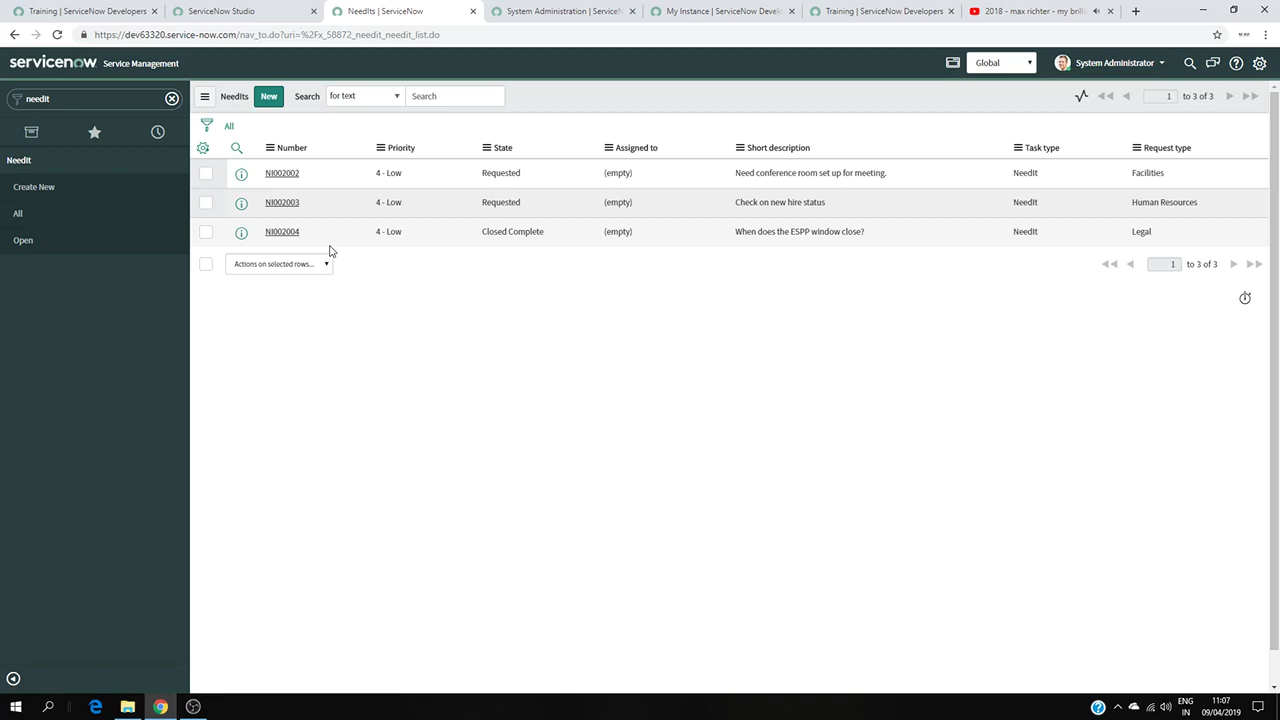 Training | ServiceNow Developers
ServiceNow Studio
NeedIts | ServiceNow
System Administration | ServiceN
My Instance | ServiceNow Develo
Training | ServiceNow Developers
2018 - max richter - my brill
https://dev63320.service-now.com/nav_to.do?uri=%2Fx_58872_needit_needit_list.do
servicenow Service Management
Global
System Administrator
needit
NeedIts New Search for text Search
1 to 3 of 3
All
Number Priority State Assigned to Short description Task type Request type
NI002002 4 - Low Requested (empty) Need conference room set up for meeting. NeedIt Facilities
NI002003 4 - Low Requested (empty) Check on new hire status NeedIt Human Resources
NI002004 4 - Low Closed Complete (empty) When does the ESPP window close? NeedIt Legal
Actions on selected rows...
1 to 3 of 3
NeedIt
Create New
All
Open
ENG
IN
11:07
09/04/2019